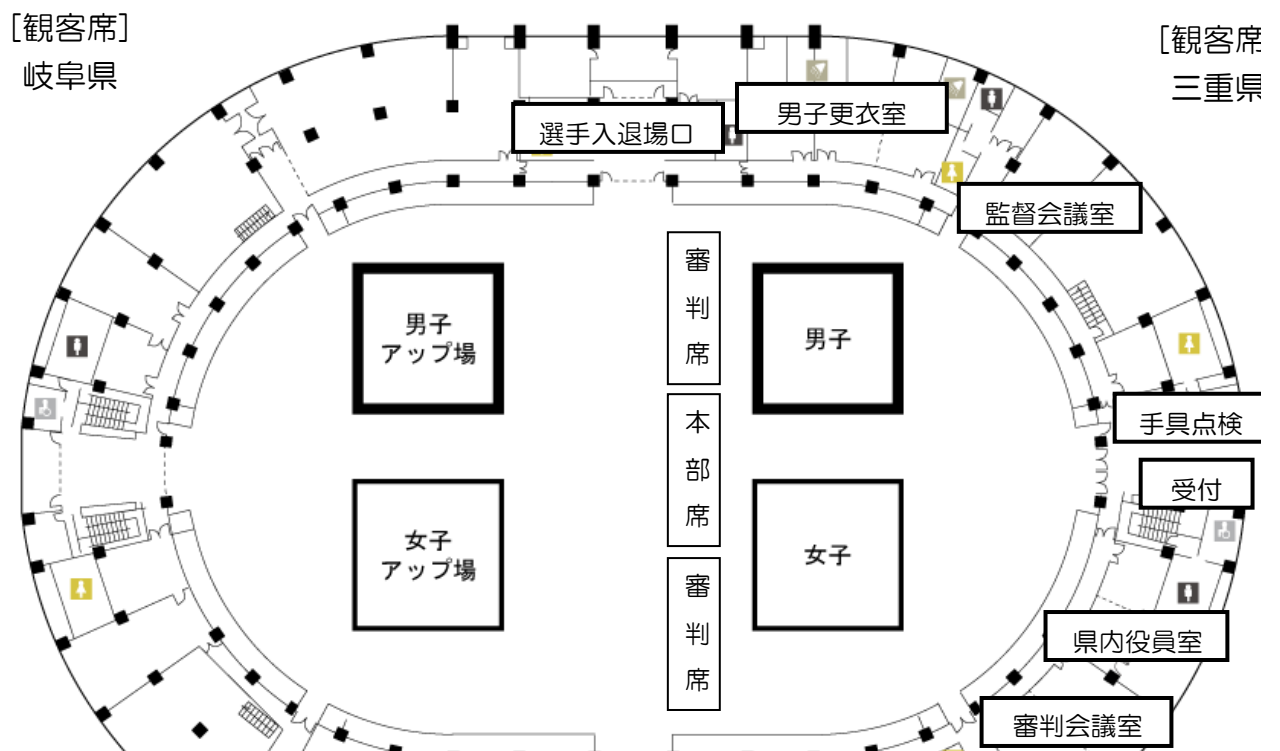 [観客席]
岐阜県
[観客席
三重県
男子更衣室
選手入退場口
監督会議室
審判席
男子
アップ場
男子
本部席
手具点検
受付
女子
アップ場
女子
審判席
県内役員室
審判会議室